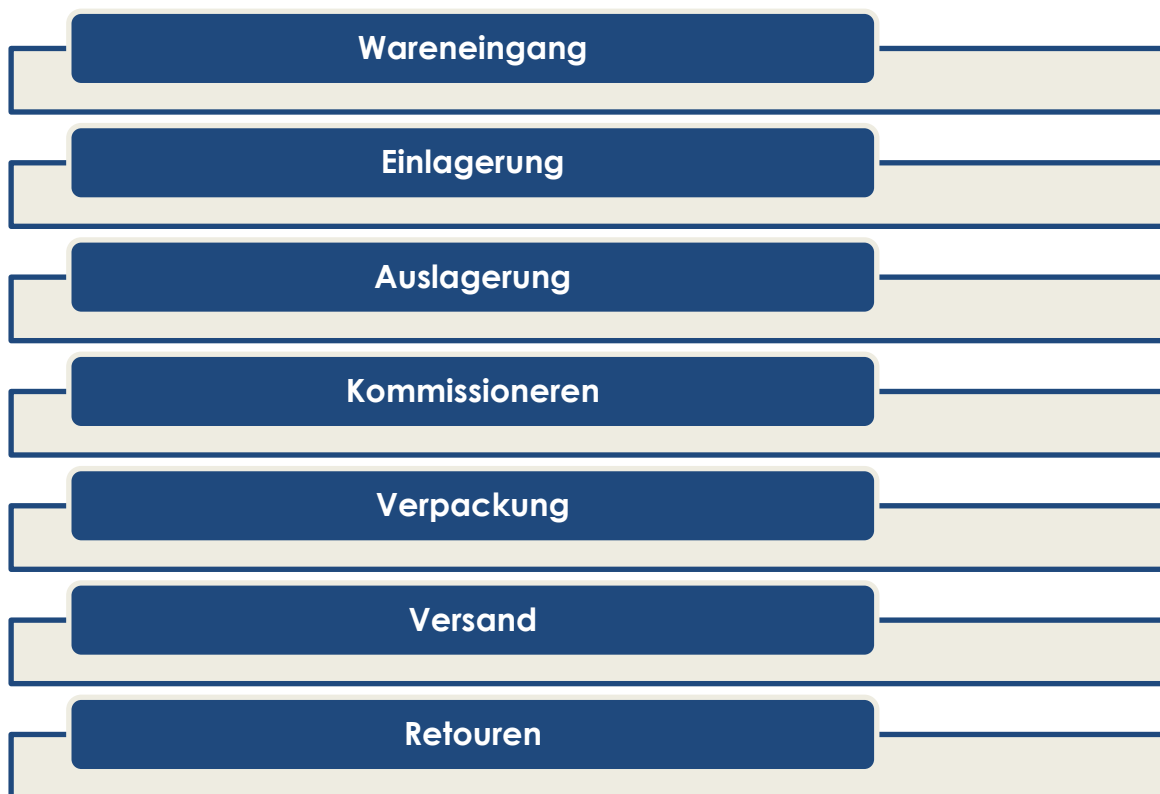 Wareneingang
Einlagerung
Auslagerung
Kommissioneren
Verpackung
Versand
Retouren